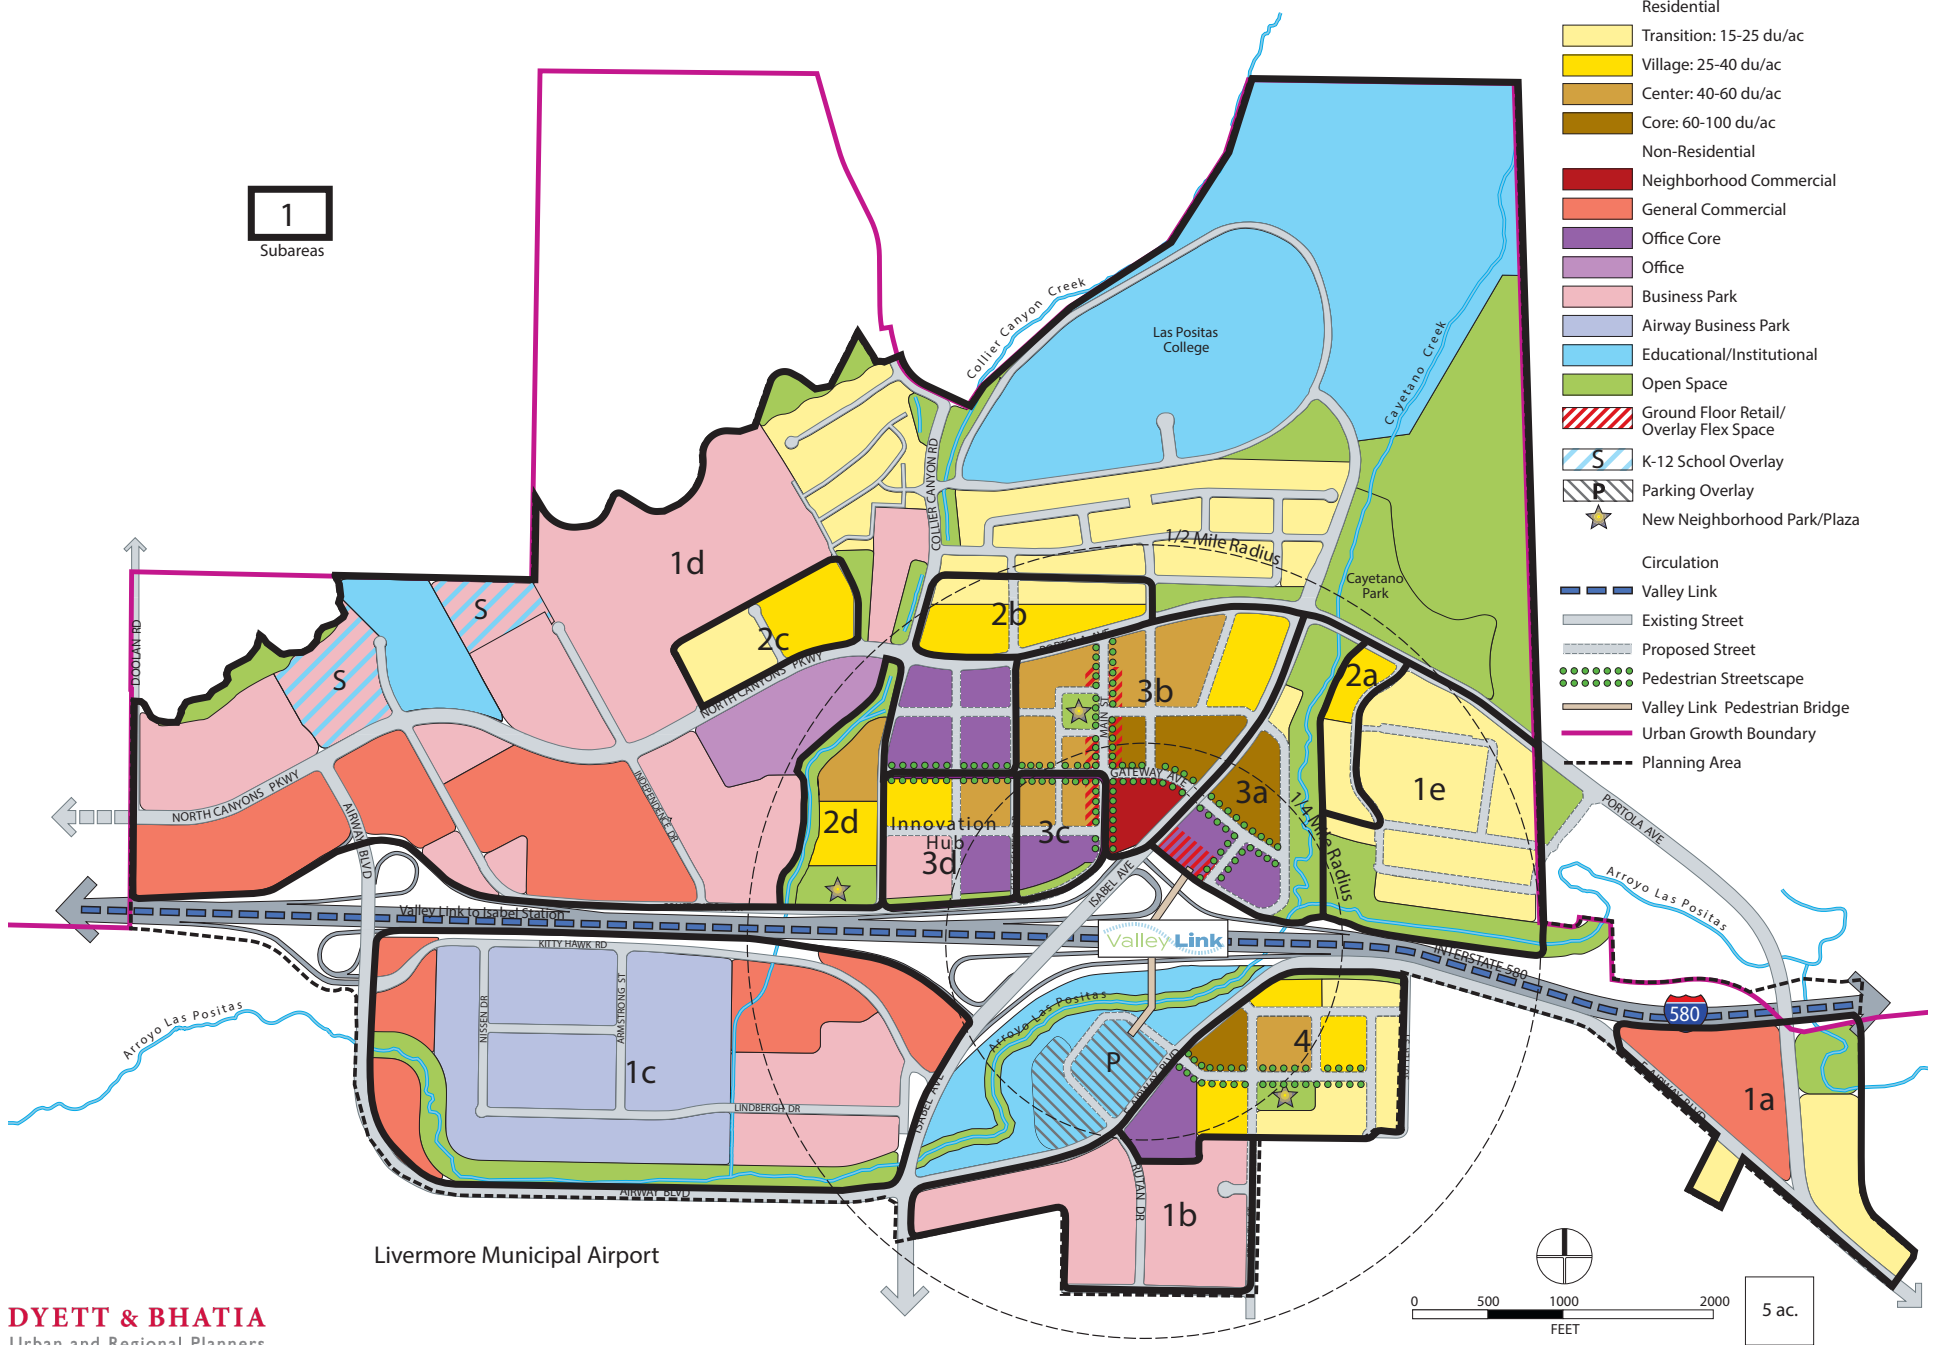 Residential
Transition: 15-25 du/ac
Village: 25-40 du/ac
Center: 40-60 du/ac
Core: 60-100 du/ac
Non-Residential
Neighborhood Commercial
General Commercial
Office Core
Office
Business Park
Airway Business Park
Educational/Institutional
Open Space
Ground Floor Retail/
Overlay Flex Space
S
K-12 School Overlay
P
Parking Overlay
New Neighborhood Park/Plaza
Circulation
Valley Link
Existing Street
Proposed Street
Pedestrian Streetscape
Valley Link Pedestrian Bridge
Urban Growth Boundary
Planning Area
1
Subareas
Collier Canyon Creek
Las Positas
College
Cayetano Creek
COLLIER CANYON RD
1/2 Mile Radius
1d
Cayetano
Park
S
S
DOOLAN RD
2c
2b
PORTOLA AVE
NORTH CANYONS PKWY
2a
3b
MAIN ST
GATEWAY AVE
3a
1e
1/4 Mile Radius
NORTH CANYONS PKWY
AIRWAY BLVD
INDEPENDENCE DR
2d
Innovation
Hub
3c
3d
ISABEL AVE
PORTOLA AVE
Arroyo Las Positas
Valley Link to Isabel Station
ValleyLink
INTERSTATE 580
580
KITTY HAWK RD
NISSEN DR
ARMSTRONG ST
1c
LINDBERGH DR
ISABEL AVE
Arroyo Las Positas
Arroyo Las Positas
P
4
1a
AIRWAY BLVD
RUTAN DR
1b
Livermore Municipal Airport
0 500 1000 2000
FEET
5 ac.
DYETT & BHATIA
Urban and Regional Planners